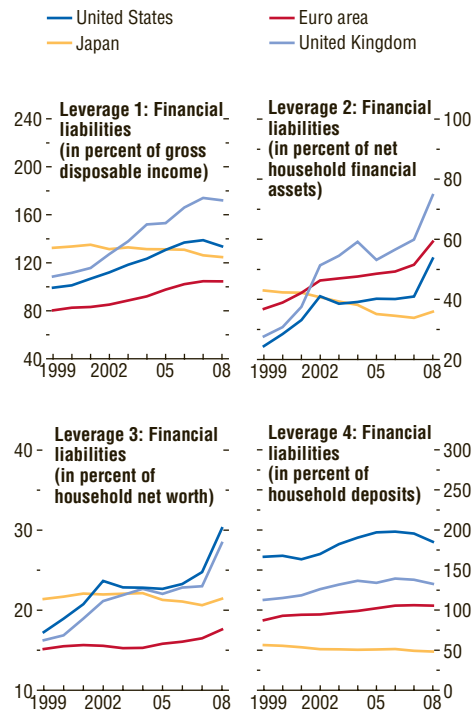 United States
Euro area
Japan
United Kingdom
Leverage 1: Financial
liabilities
(in percent of gross
disposable income)
240
200
160
120
80
40
1999
2002
05
08
Leverage 2: Financial
liabilities
(in percent of net
household financial
assets)
100
80
60
40
20
1999
2002
05
08
Leverage 3: Financial
liabilities
(in percent of
household net worth)
40
30
20
10
1999
2002
05
08
Leverage 4: Financial
liabilities
(in percent of
household deposits)
300
250
200
150
100
50
0
1999
2002
05
08